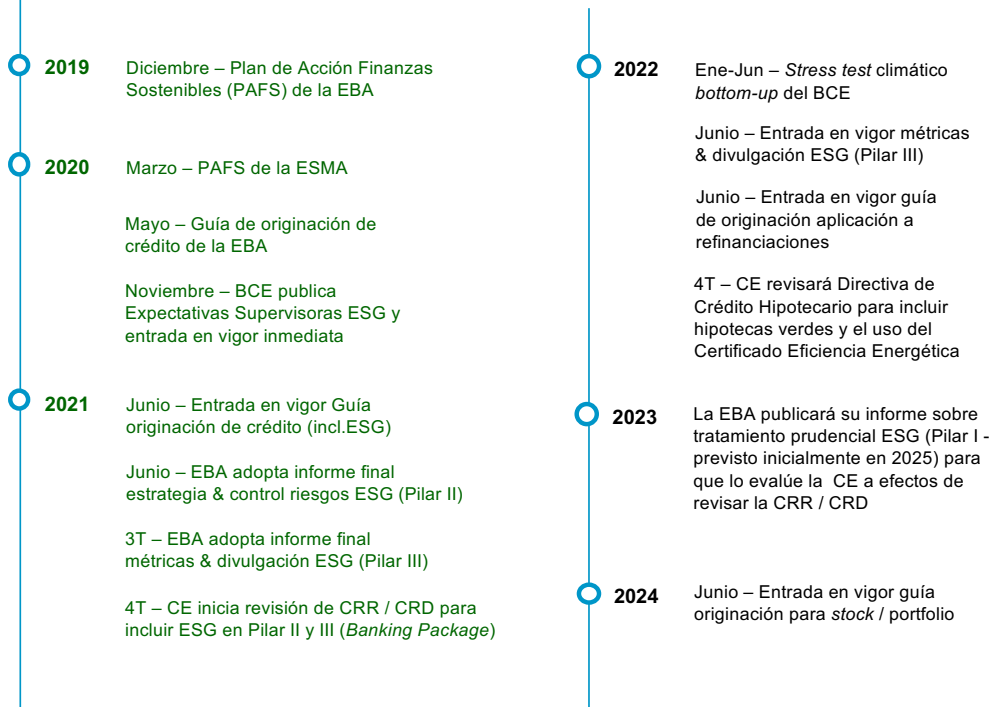 2019
Diciembre – Plan de Acción Finanzas
Sostenibles (PAFS) de la EBA
2020
Marzo – PAFS de la ESMA
Mayo – Guía de originación de
crédito de la EBA
Noviembre – BCE publica
Expectativas Supervisoras ESG y
entrada en vigor inmediata
2021
Junio – Entrada en vigor Guía
originación de crédito (incl.ESG)
Junio – EBA adopta informe final
estrategia & control riesgos ESG (Pilar II)
3T – EBA adopta informe final
métricas & divulgación ESG (Pilar III)
4T – CE inicia revisión de CRR / CRD para
incluir ESG en Pilar II y III (Banking Package)
2022
Ene-Jun – Stress test climático
bottom-up del BCE
Junio – Entrada en vigor métricas
& divulgación ESG (Pilar III)
Junio – Entrada en vigor guía
de originación aplicación a
refinanciaciones
4T – CE revisará Directiva de
Crédito Hipotecario para incluir
hipotecas verdes y el uso del
Certificado Eficiencia Energética
2023
La EBA publicará su informe sobre
tratamiento prudencial ESG (Pilar I -
previsto inicialmente en 2025) para
que lo evalúe la CE a efectos de
revisar la CRR / CRD
2024
Junio – Entrada en vigor guía
originación para stock / portfolio